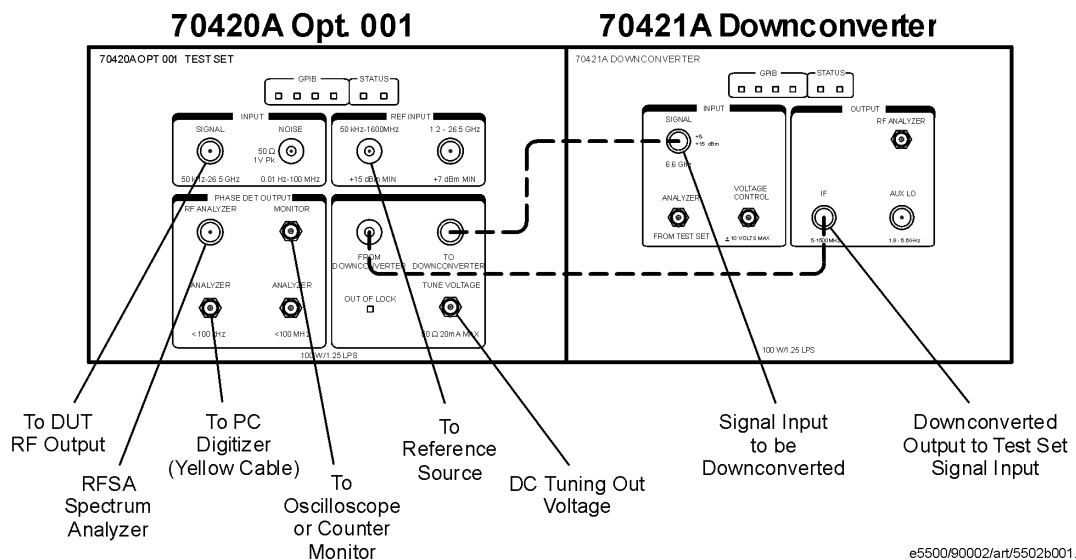 70420A Opt. 001
70421A Downconverter
70420A OPT 001 TEST SET
GPIB
STATUS
INPUT
SIGNAL
NOISE
50 Ω
1V Pk
50 kHz-26.5 GHz
0.01 Hz-100 MHz
REF INPUT
50 kHz-1600MHz
1.2 - 26.5 GHz
+15 dBm MIN
+7 dBm MIN
PHASE DET OUTPUT
RF ANALYZER
MONITOR
ANALYZER
ANALYZER
<100 kHz
<100 MHz
FROM
DOWNCONVERTER
TO
DOWNCONVERTER
OUT OF LOCK
TUNE VOLTAGE
50 Ω 20mA MAX
100 W/1.25 LPS
70421A DOWNCONVERTER
GPIB
STATUS
INPUT
SIGNAL
+5
+15 dBm
6.6 GHz
ANALYZER
FROM TEST SET
VOLTAGE
CONTROL
± 10 VOLTS MAX
OUTPUT
RF ANALYZER
IF
AUX LO
5-1500MHz
100 W/1.25 LPS
To DUT
RF Output
RFSA
Spectrum
Analyzer
To PC
Digitizer
(Yellow Cable)
To
Oscilloscope
or Counter
Monitor
To
Reference
Source
DC Tuning Out
Voltage
Signal Input
to be
Downconverted
Downconverted
Output to Test Set
Signal Input
e5500/90002/art/5502b001.